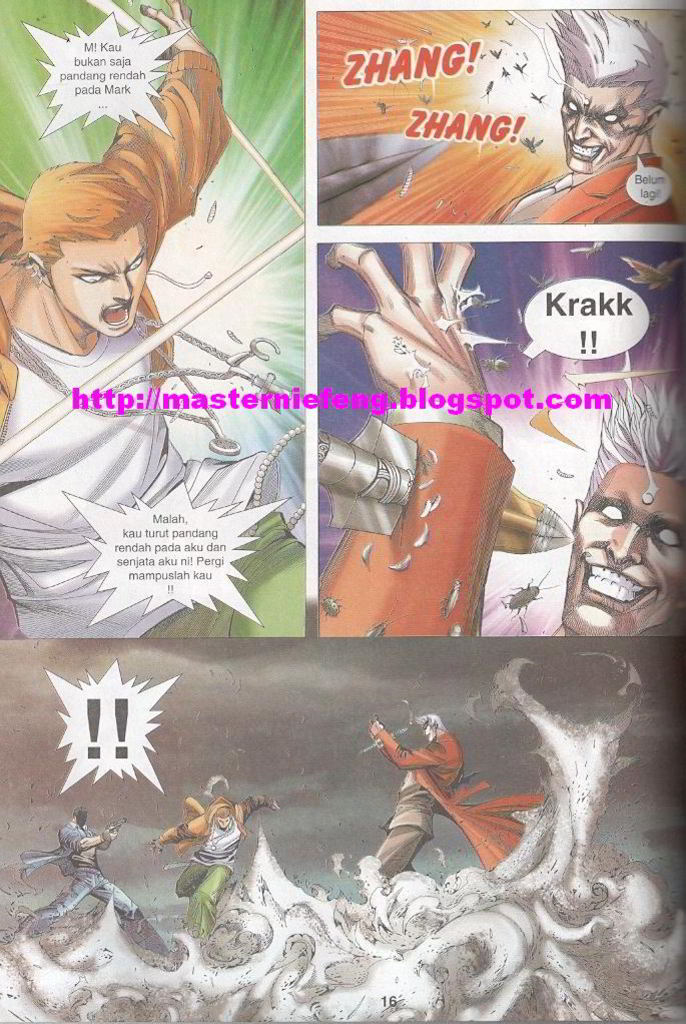 M! Kau
bukan saja
pandang rendah
pada Mark
...
ZHANG!
ZHANG!
Belum
lagi!
Krakk
!!
http://masterniefeng.blogspot.com
Malah,
kau turut pandang
rendah pada aku dan
senjata aku ni! Pergi
mampuslah kau
!!
!!
16